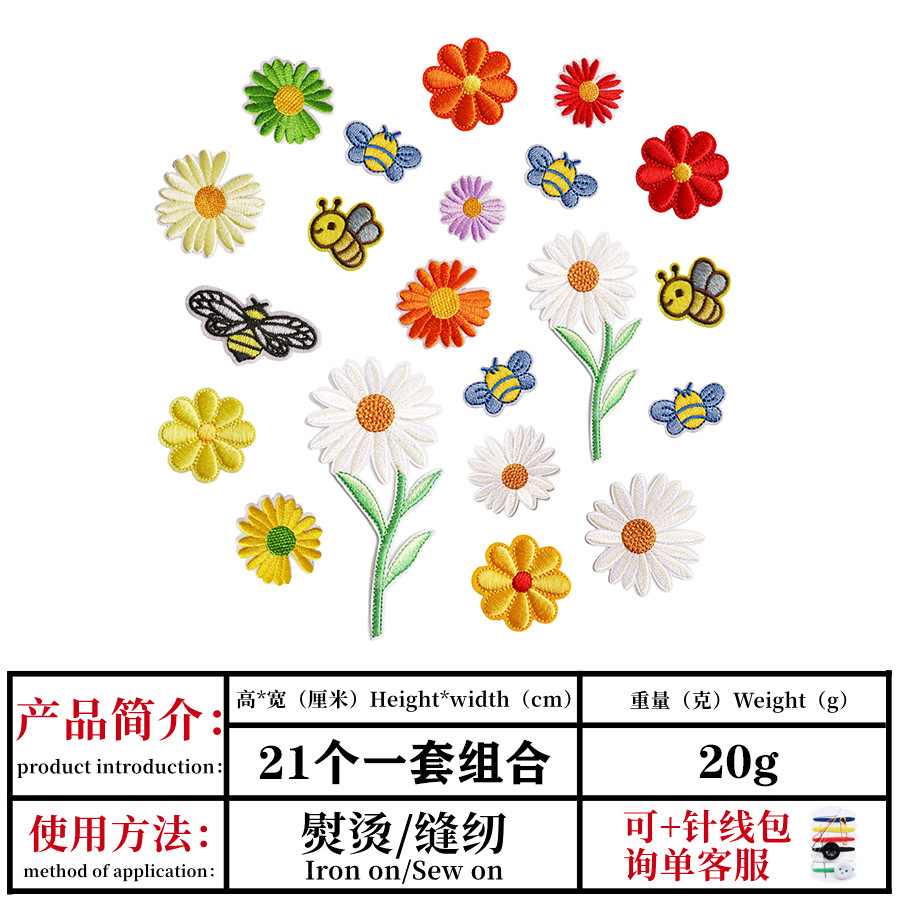 产品简介：
product introduction：
高*宽（厘米）Height*width（cm）
重量（克）Weight（g）
21个一套组合
20g
使用方法：
method of application：
熨烫/缝纫
Iron on/Sew on
可+针线包
询单客服